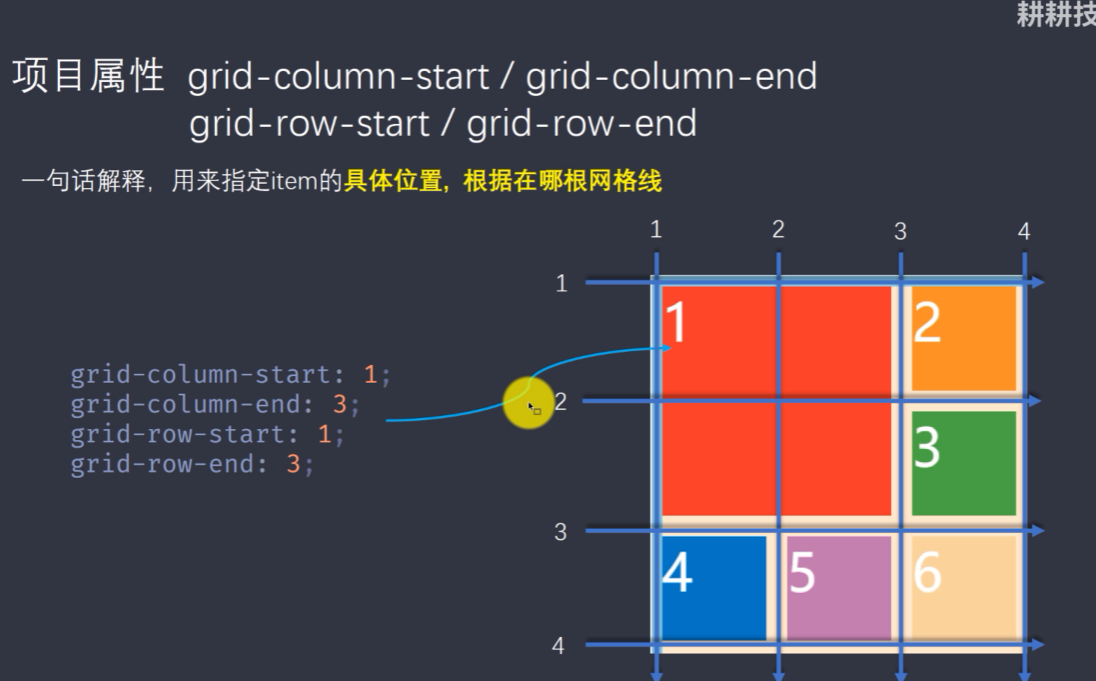 耕耕技
项目属性 grid-column-start / grid-column-end
grid-row-start / grid-row-end
一句话解释，用来指定item的具体位置, 根据在哪根网格线
1 2 3 4
1
1 2
grid-column-start: 1;
grid-column-end: 3;
2
grid-row-start: 1;
3
grid-row-end: 3;
3
4 5 6
4